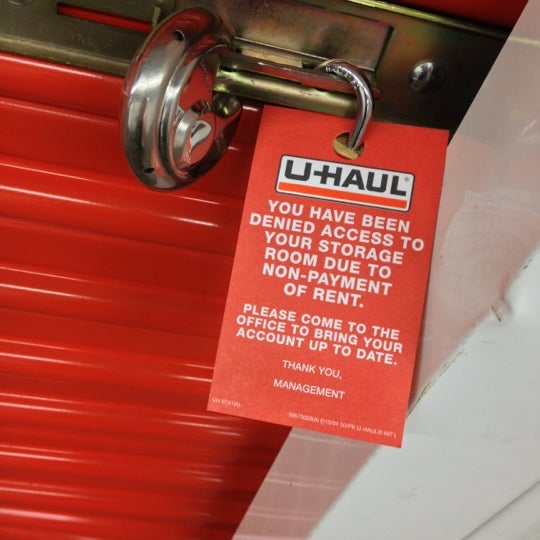 U-HAUL®
YOU HAVE BEEN
DENIED ACCESS TO
YOUR STORAGE
ROOM DUE TO
NON-PAYMENT
OF RENT.
PLEASE COME TO THE
OFFICE TO BRING YOUR
ACCOUNT UP TO DATE.
THANK YOU,
MANAGEMENT